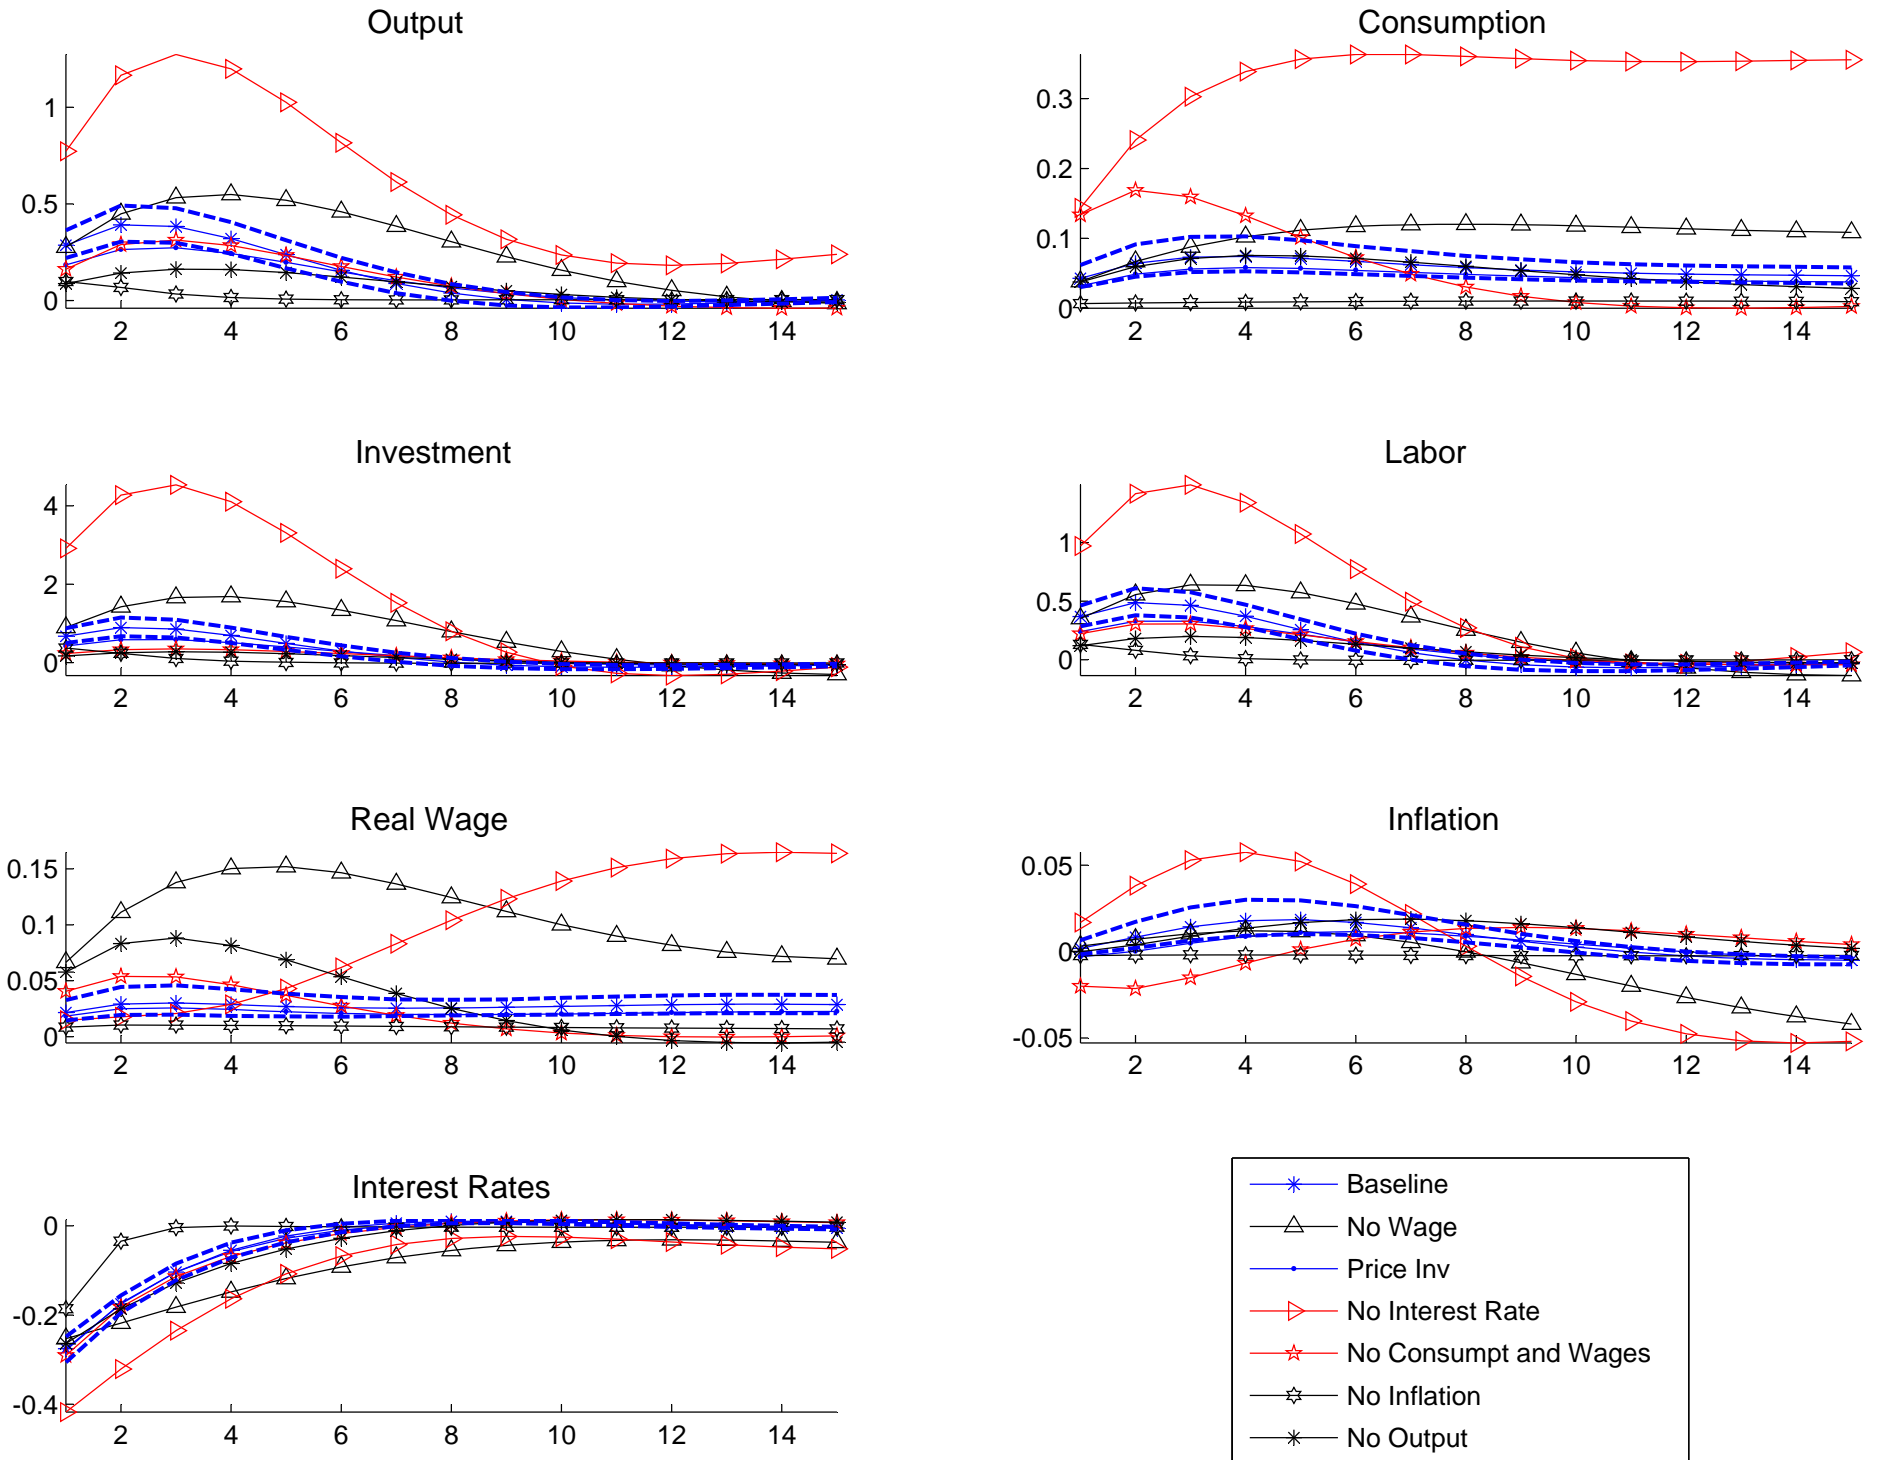 Output
1
0.5
0
2 4 6 8 10 12 14
Consumption
0.3
0.2
0.1
0
2 4 6 8 10 12 14
Investment
4
2
0
2 4 6 8 10 12 14
Labor
1
0.5
0
2 4 6 8 10 12 14
Real Wage
0.15
0.1
0.05
0
2 4 6 8 10 12 14
Inflation
0.05
0
-0.05
2 4 6 8 10 12 14
Interest Rates
0
-0.2
-0.4
2 4 6 8 10 12 14
Baseline
No Wage
Price Inv
No Interest Rate
No Consumpt and Wages
No Inflation
No Output